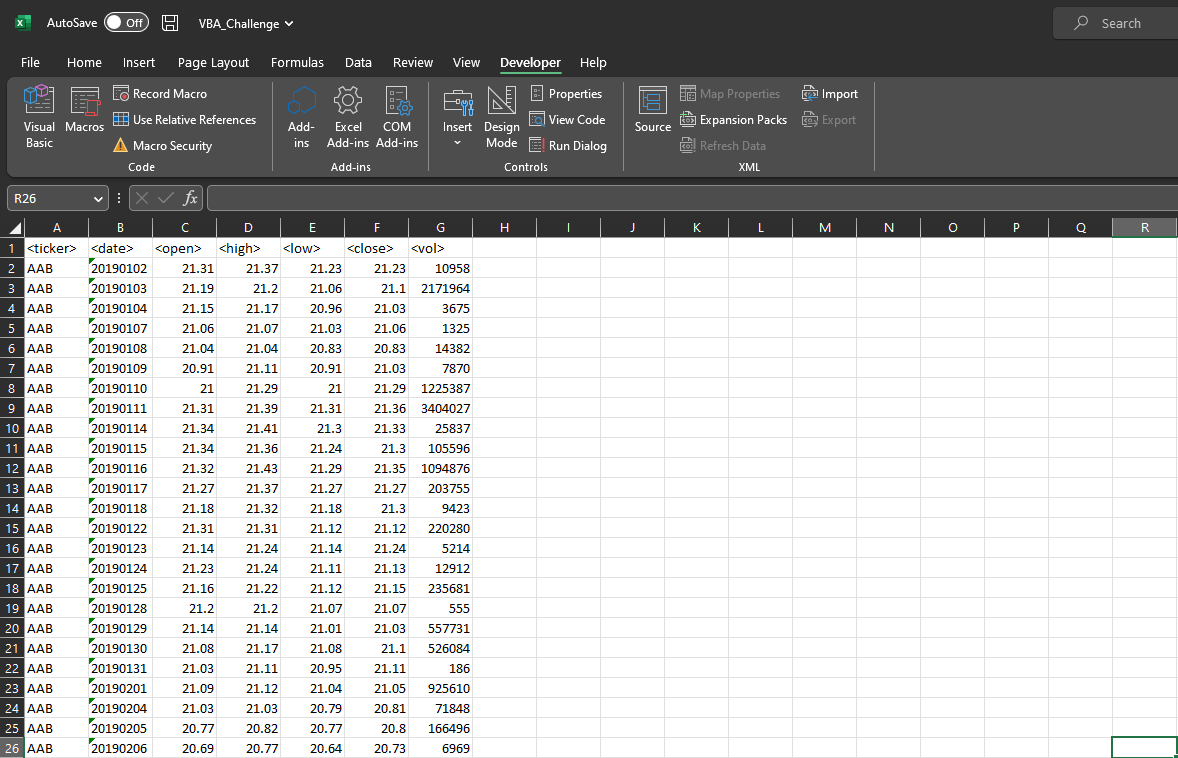 AutoSave Off VBA_Challenge Search
File Home Insert Page Layout Formulas Data Review View Developer Help
Visual Basic
Macros
Record Macro
Use Relative References
Macro Security
Code
Add-ins
Excel Add-ins
COM Add-ins
Add-ins
Insert
Design Mode
Properties
View Code
Run Dialog
Controls
Source
Map Properties
Expansion Packs
Refresh Data
Import
Export
XML
R26 fx
A B C D E F G H I J K L M N O P Q R
1 <ticker> <date> <open> <high> <low> <close> <vol>
2 AAB 20190102 21.31 21.37 21.23 21.23 10958
3 AAB 20190103 21.19 21.2 21.06 21.1 2171964
4 AAB 20190104 21.15 21.17 20.96 21.03 3675
5 AAB 20190107 21.06 21.07 21.03 21.06 1325
6 AAB 20190108 21.04 21.04 20.83 20.83 14382
7 AAB 20190109 20.91 21.11 20.91 21.03 7870
8 AAB 20190110 21 21.29 21 21.29 1225387
9 AAB 20190111 21.31 21.39 21.31 21.36 3404027
10 AAB 20190114 21.34 21.41 21.3 21.33 25837
11 AAB 20190115 21.34 21.36 21.24 21.3 105596
12 AAB 20190116 21.32 21.43 21.29 21.35 1094876
13 AAB 20190117 21.27 21.37 21.27 21.27 203755
14 AAB 20190118 21.18 21.32 21.18 21.3 9423
15 AAB 20190122 21.31 21.31 21.12 21.12 220280
16 AAB 20190123 21.14 21.24 21.14 21.24 5214
17 AAB 20190124 21.23 21.24 21.11 21.13 12912
18 AAB 20190125 21.16 21.22 21.12 21.15 235681
19 AAB 20190128 21.2 21.2 21.07 21.07 555
20 AAB 20190129 21.14 21.14 21.01 21.03 557731
21 AAB 20190130 21.08 21.17 21.08 21.1 526084
22 AAB 20190131 21.03 21.11 20.95 21.11 186
23 AAB 20190201 21.09 21.12 21.04 21.05 925610
24 AAB 20190204 21.03 21.03 20.79 20.81 71848
25 AAB 20190205 20.77 20.82 20.77 20.8 166496
26 AAB 20190206 20.69 20.77 20.64 20.73 6969